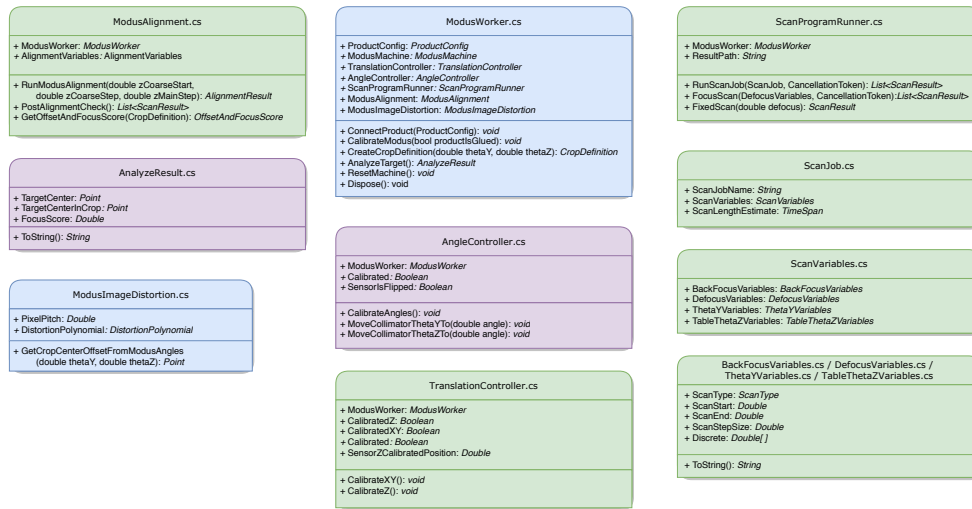 ModusAlignment.cs
+ ModusWorker: ModusWorker
+ AlignmentVariables: AlignmentVariables
+ RunModusAlignment(double zCoarseStart,
double zCoarseStep, double zMainStep): AlignmentResult
+ PostAlignmentCheck(): List<ScanResult>
+ GetOffsetAndFocusScore(CropDefinition): OffsetAndFocusScore
AnalyzeResult.cs
+ TargetCenter: Point
+ TargetCenterInCrop: Point
+ FocusScore: Double
+ ToString(): String
ModusImageDistortion.cs
+ PixelPitch: Double
+ DistortionPolynomial: DistortionPolynomial
+ GetCropCenterOffsetFromModusAngles
(double thetaY, double thetaZ): Point
ModusWorker.cs
+ ProductConfig: ProductConfig
+ ModusMachine: ModusMachine
+ TranslationController: TranslationController
+ AngleController: AngleController
+ ScanProgramRunner: ScanProgramRunner
+ ModusAlignment: ModusAlignment
+ ModusImageDistortion: ModusImageDistortion
+ ConnectProduct(ProductConfig): void
+ CalibrateModus(bool productIsGlued): void
+ CreateCropDefinition(double thetaY, double thetaZ): CropDefinition
+ AnalyzeTarget(): AnalyzeResult
+ ResetMachine(): void
+ Dispose(): void
AngleController.cs
+ ModusWorker: ModusWorker
+ Calibrated: Boolean
+ SensorIsFlipped: Boolean
+ CalibrateAngles(): void
+ MoveCollimatorThetaYTo(double angle): void
+ MoveCollimatorThetaZTo(double angle): void
TranslationController.cs
+ ModusWorker: ModusWorker
+ CalibratedZ: Boolean
+ CalibratedXY: Boolean
+ Calibrated: Boolean
+ SensorZCalibratedPosition: Double
+ CalibrateXY(): void
+ CalibrateZ(): void
ScanProgramRunner.cs
+ ModusWorker: ModusWorker
+ ResultPath: String
+ RunScanJob(ScanJob, CancellationToken): List<ScanResult>
+ FocusScan(DefocusVariables, CancellationToken):List<ScanResult>
+ FixedScan(double defocus): ScanResult
ScanJob.cs
+ ScanJobName: String
+ ScanVariables: ScanVariables
+ ScanLengthEstimate: TimeSpan
ScanVariables.cs
+ BackFocusVariables: BackFocusVariables
+ DefocusVariables: DefocusVariables
+ ThetaYVariables: ThetaYVariables
+ TableThetaZVariables: TableThetaZVariables
BackFocusVariables.cs / DefocusVariables.cs /
ThetaYVariables.cs / TableThetaZVariables.cs
+ ScanType: ScanType
+ ScanStart: Double
+ ScanEnd: Double
+ ScanStepSize: Double
+ Discrete: Double[ ]
+ ToString(): String